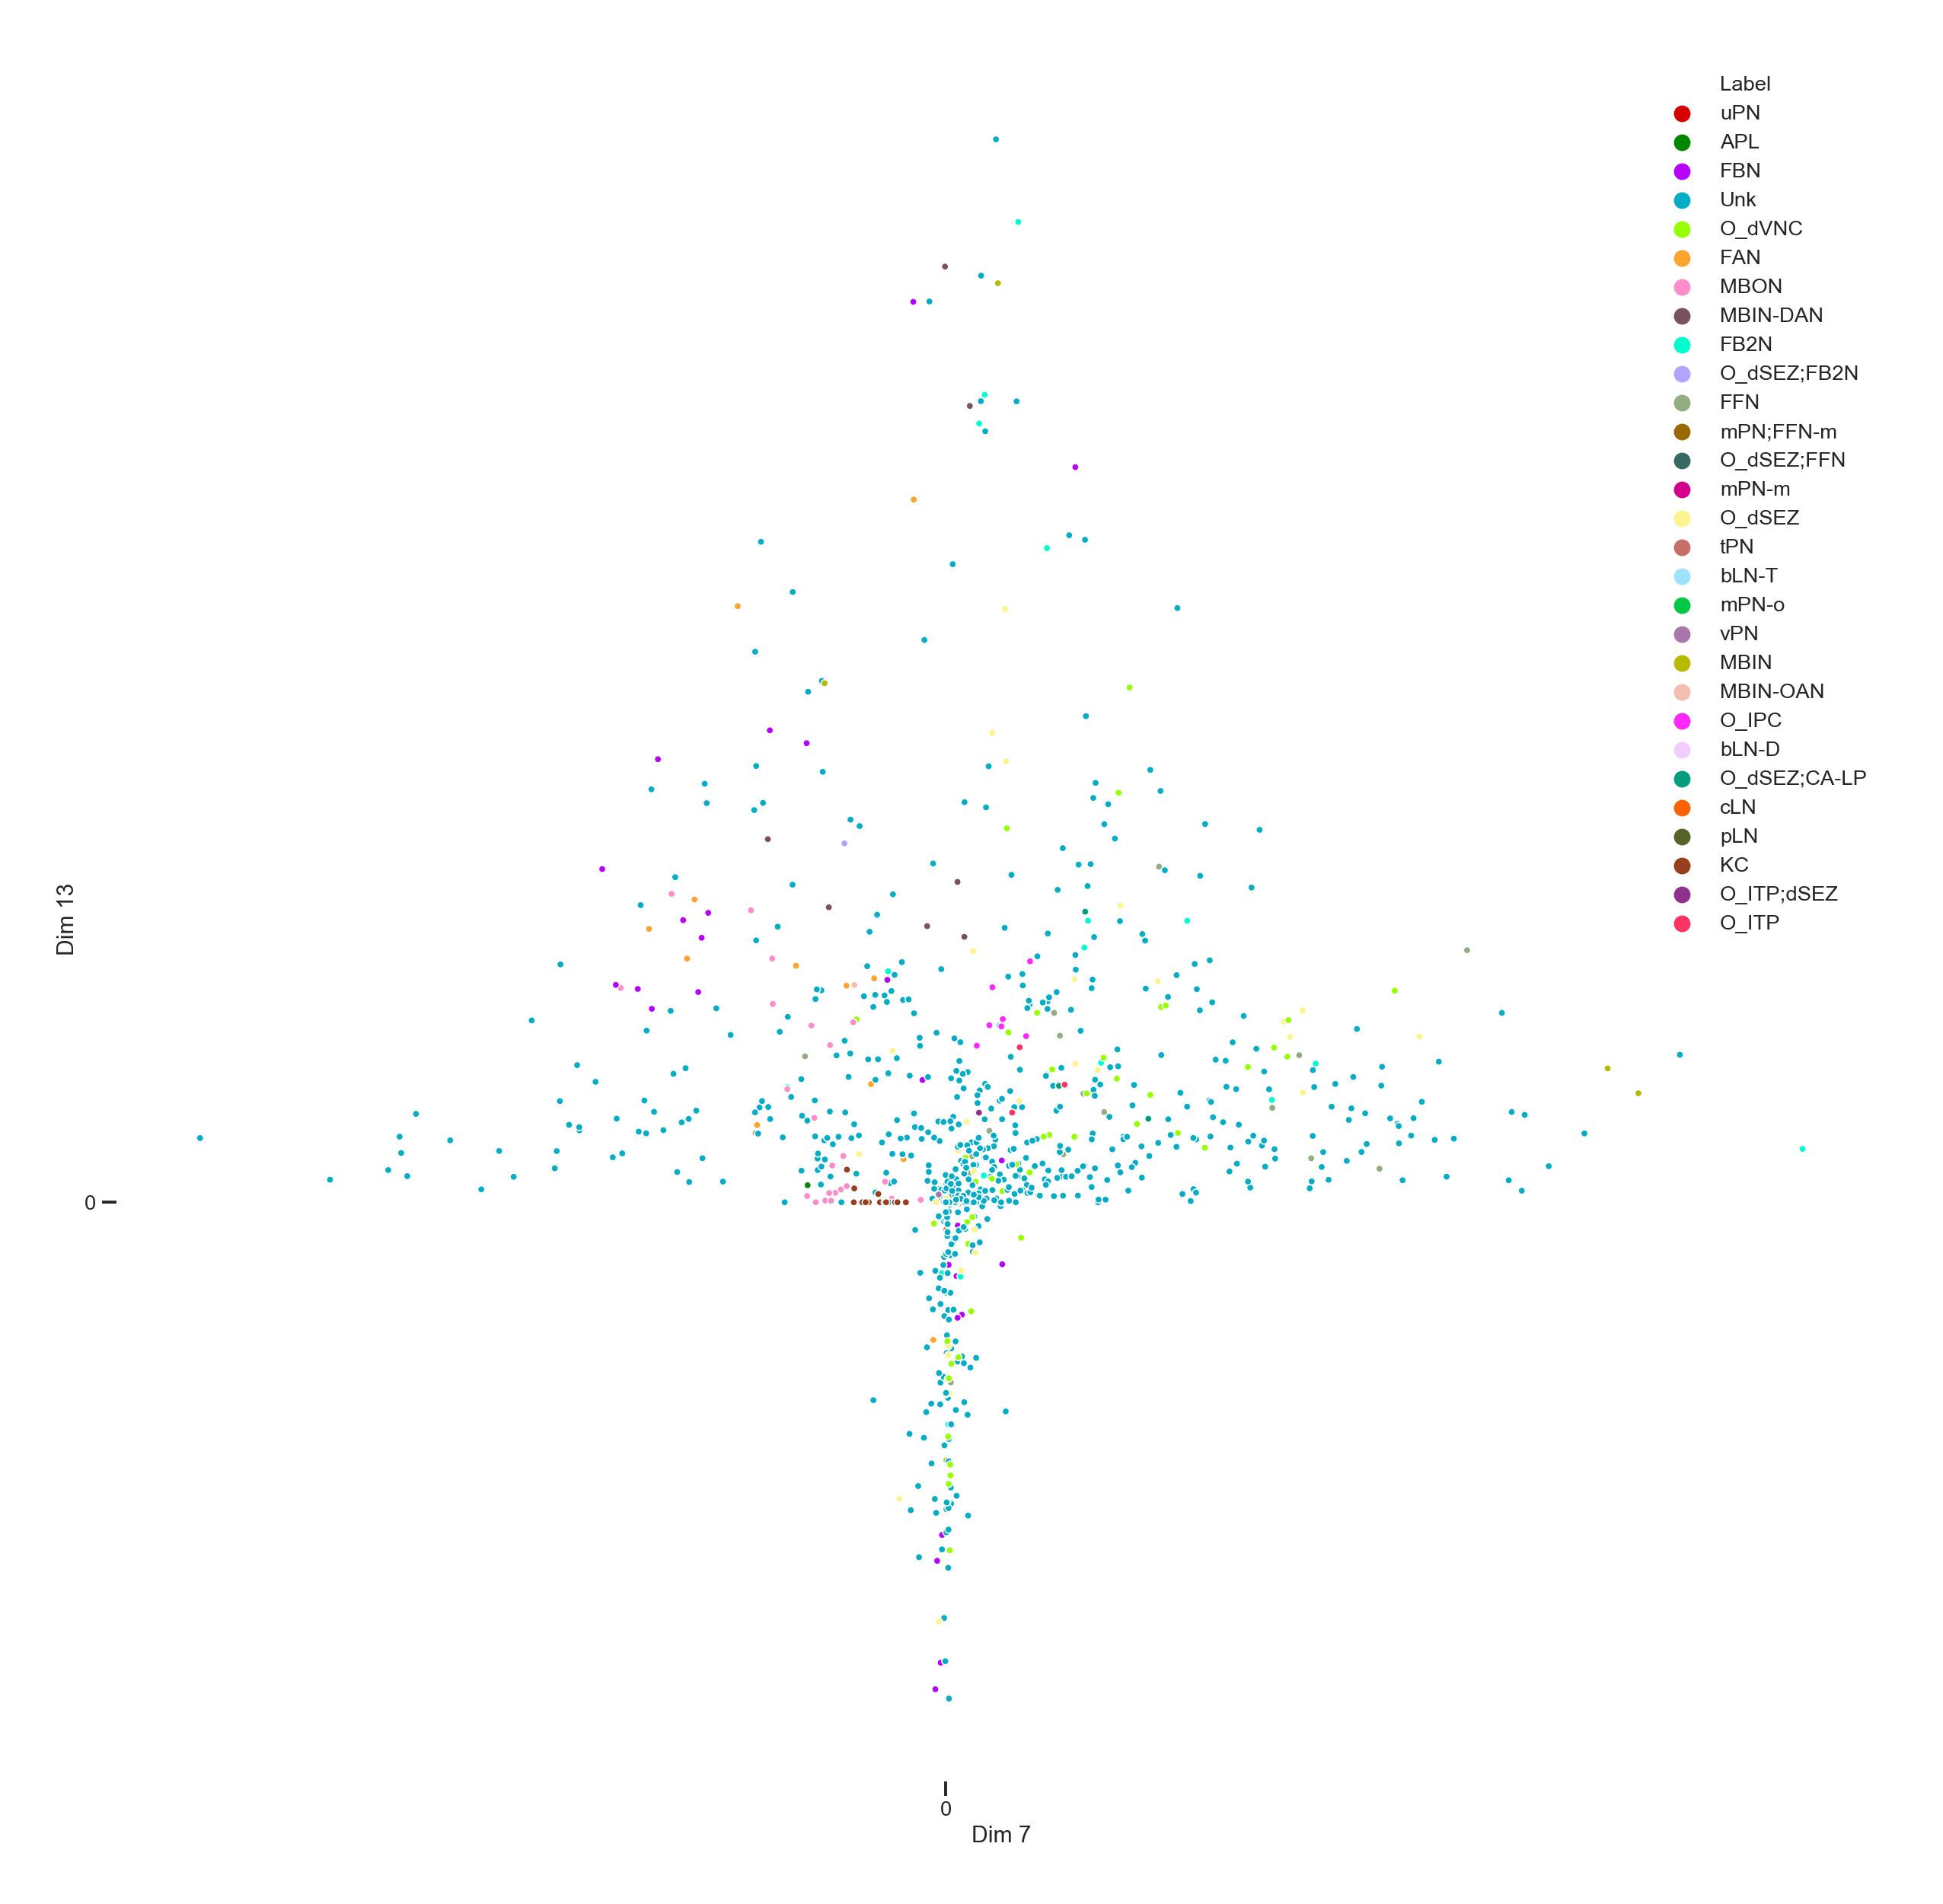 Label
uPN
APL
FBN
Unk
O_dVNC
FAN
MBON
MBIN-DAN
FB2N
O_dSEZ;FB2N
FFN
mPN;FFN-m
O_dSEZ;FFN
mPN-m
O_dSEZ
tPN
bLN-T
mPN-o
vPN
MBIN
MBIN-OAN
O_IPC
bLN-D
O_dSEZ;CA-LP
cLN
pLN
KC
O_ITP;dSEZ
O_ITP
Dim 13
0
0
Dim 7